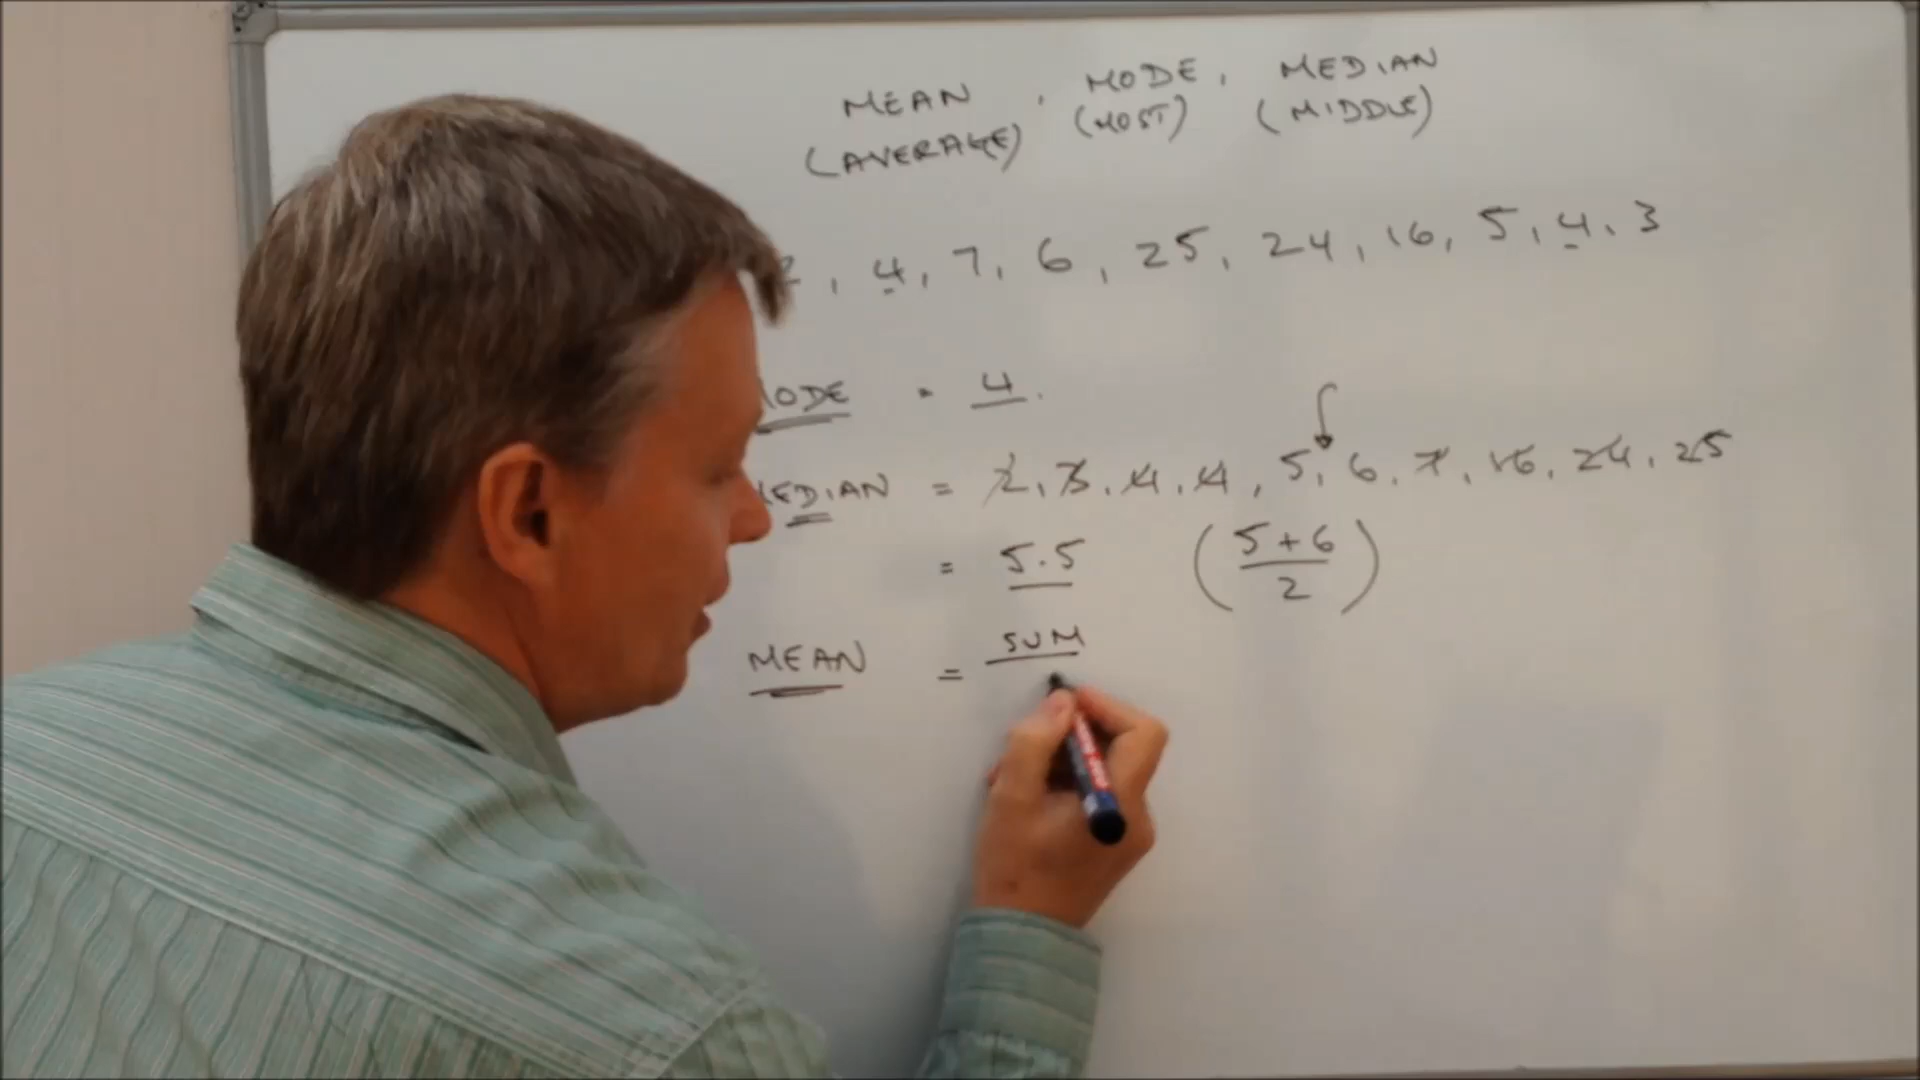 MEAN , MODE , MEDIAN
(AVERAGE) (MOST) (MIDDLE)
2 , 4 , 7 , 6 , 25 , 24 , 16 , 5 , 4 , 3
MODE = 4 .
MEDIAN = 2 , 3 , 4 , 4 , 5 , 6 , 7 , 16 , 24 , 25
= 5.5 ( 5+6
2 )
MEAN = SUM